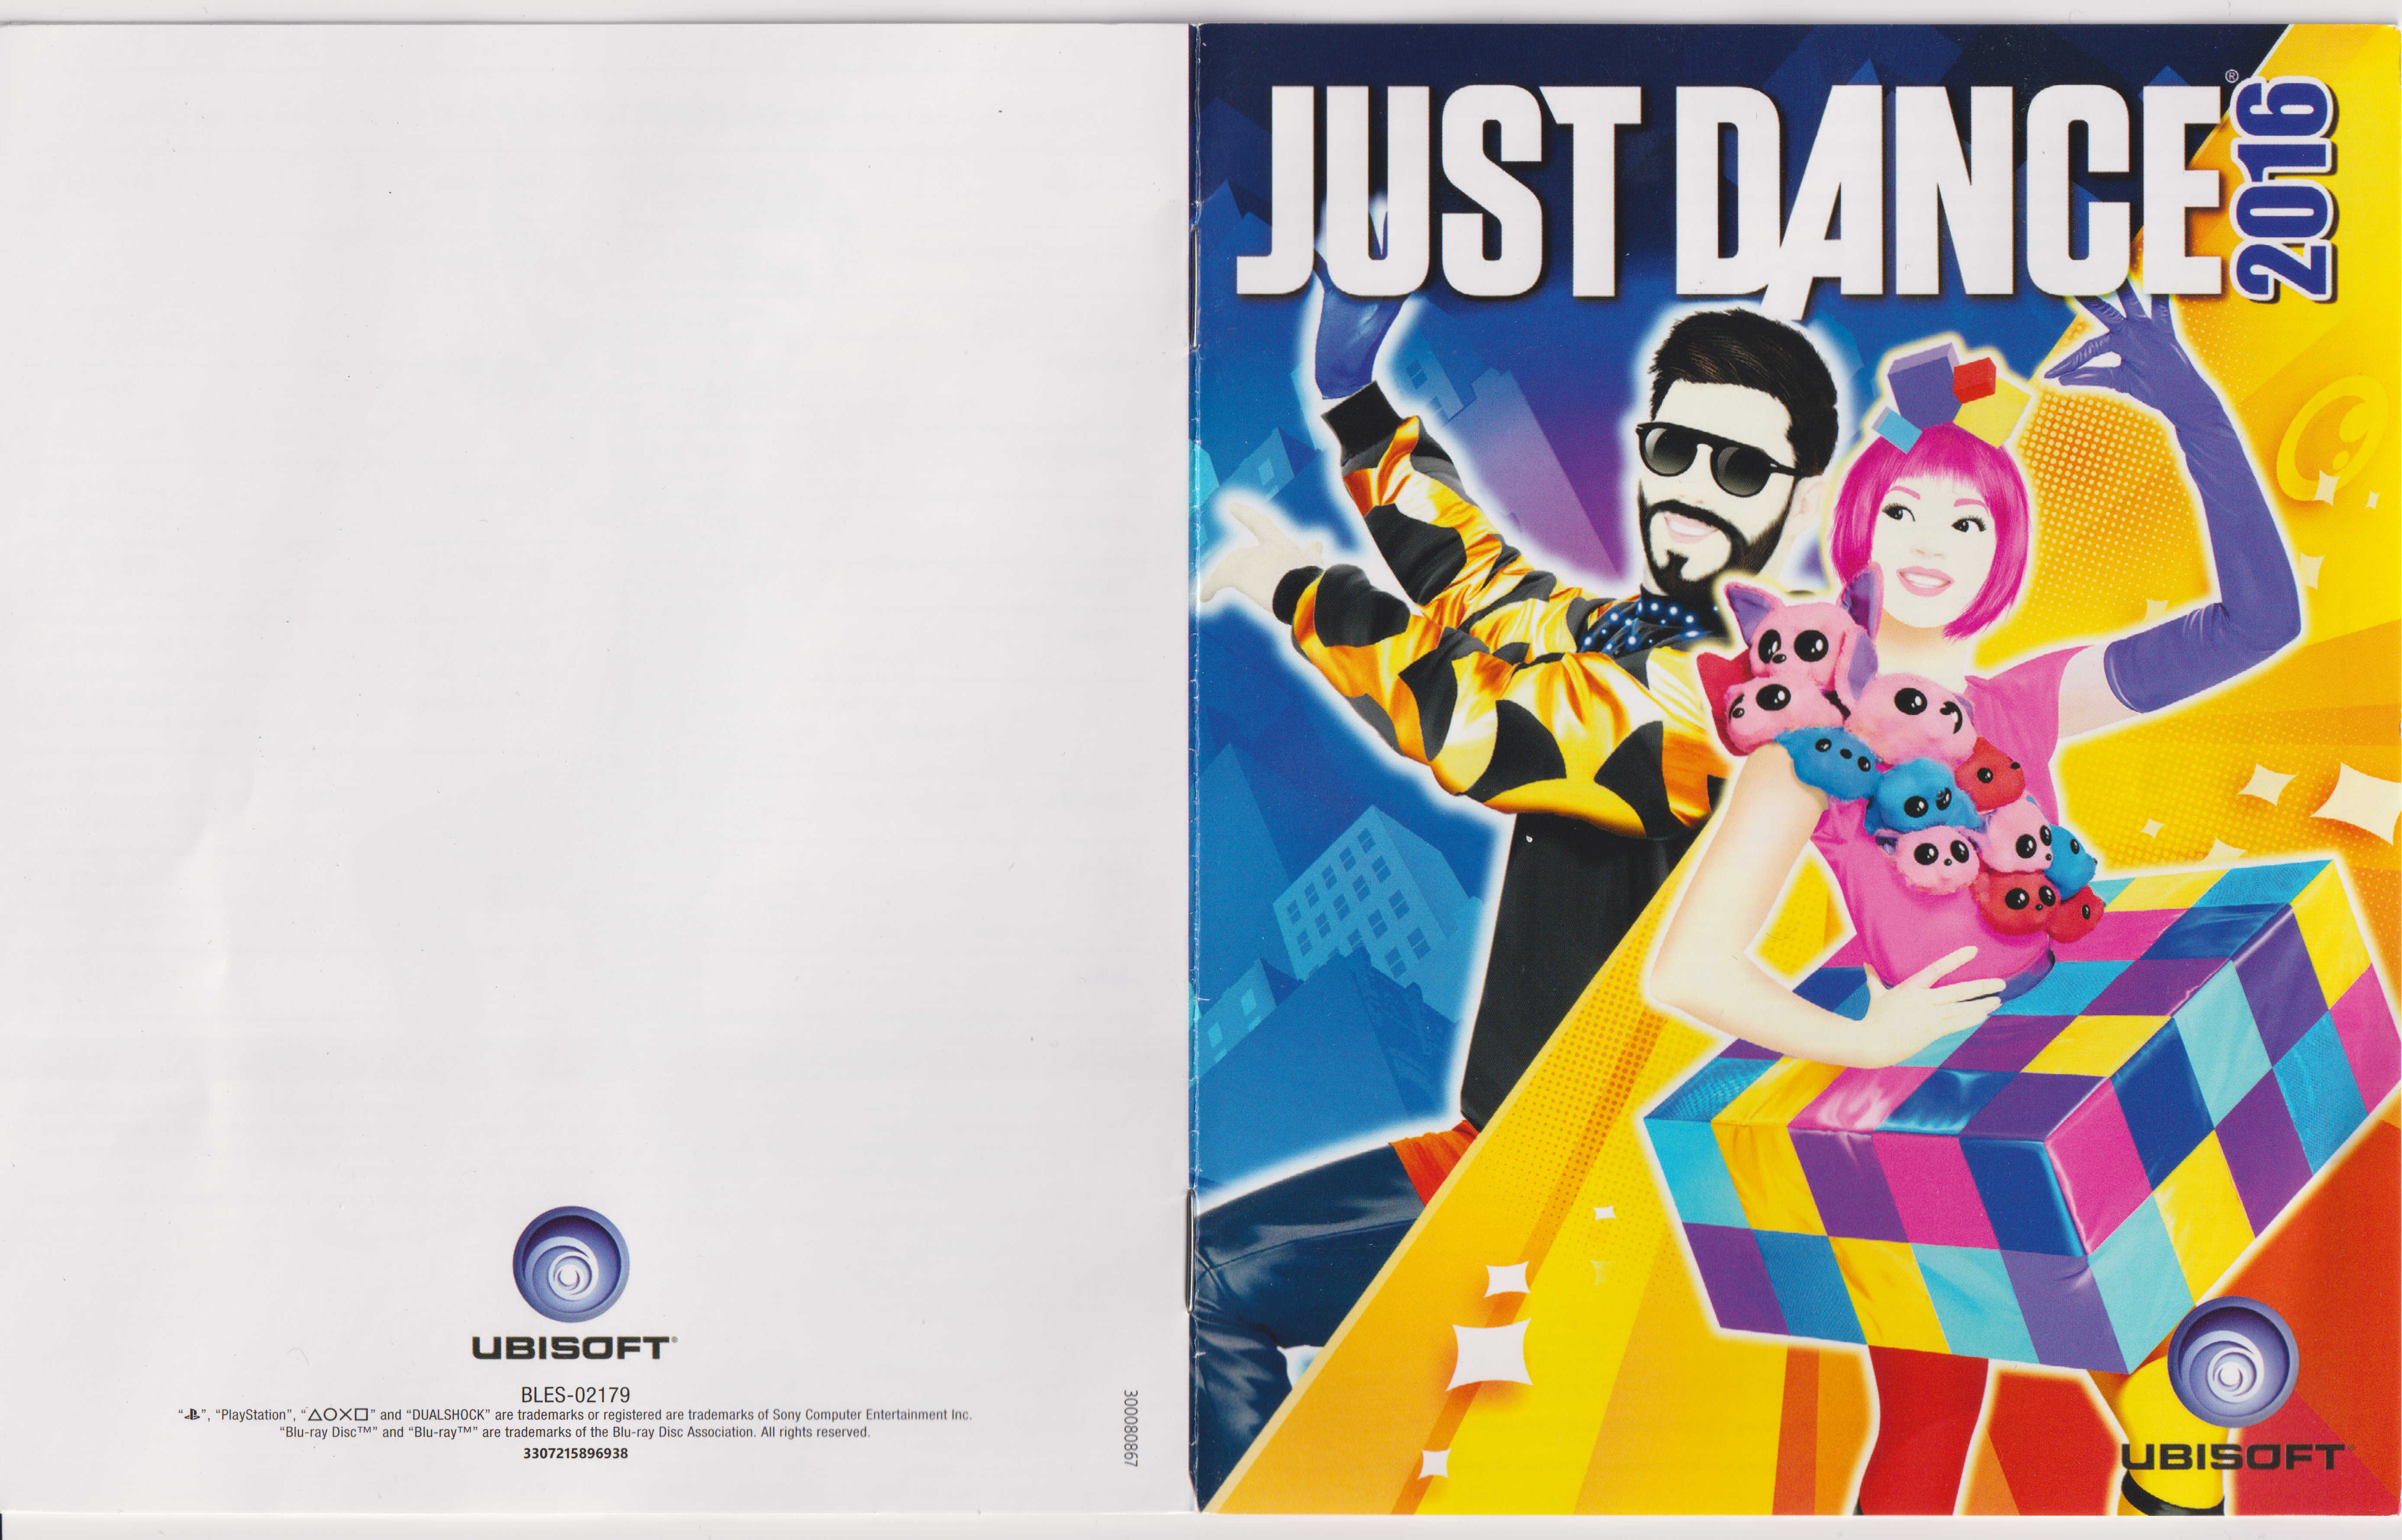 UBISOFT®
BLES-02179
“”, “PlayStation”, “△○✕□” and “DUALSHOCK” are trademarks or registered are trademarks of Sony Computer Entertainment Inc.
“Blu-ray Disc™” and “Blu-ray™” are trademarks of the Blu-ray Disc Association. All rights reserved.
3307215896938
300080867
JUST DANCE®
2016
UBISOFT®